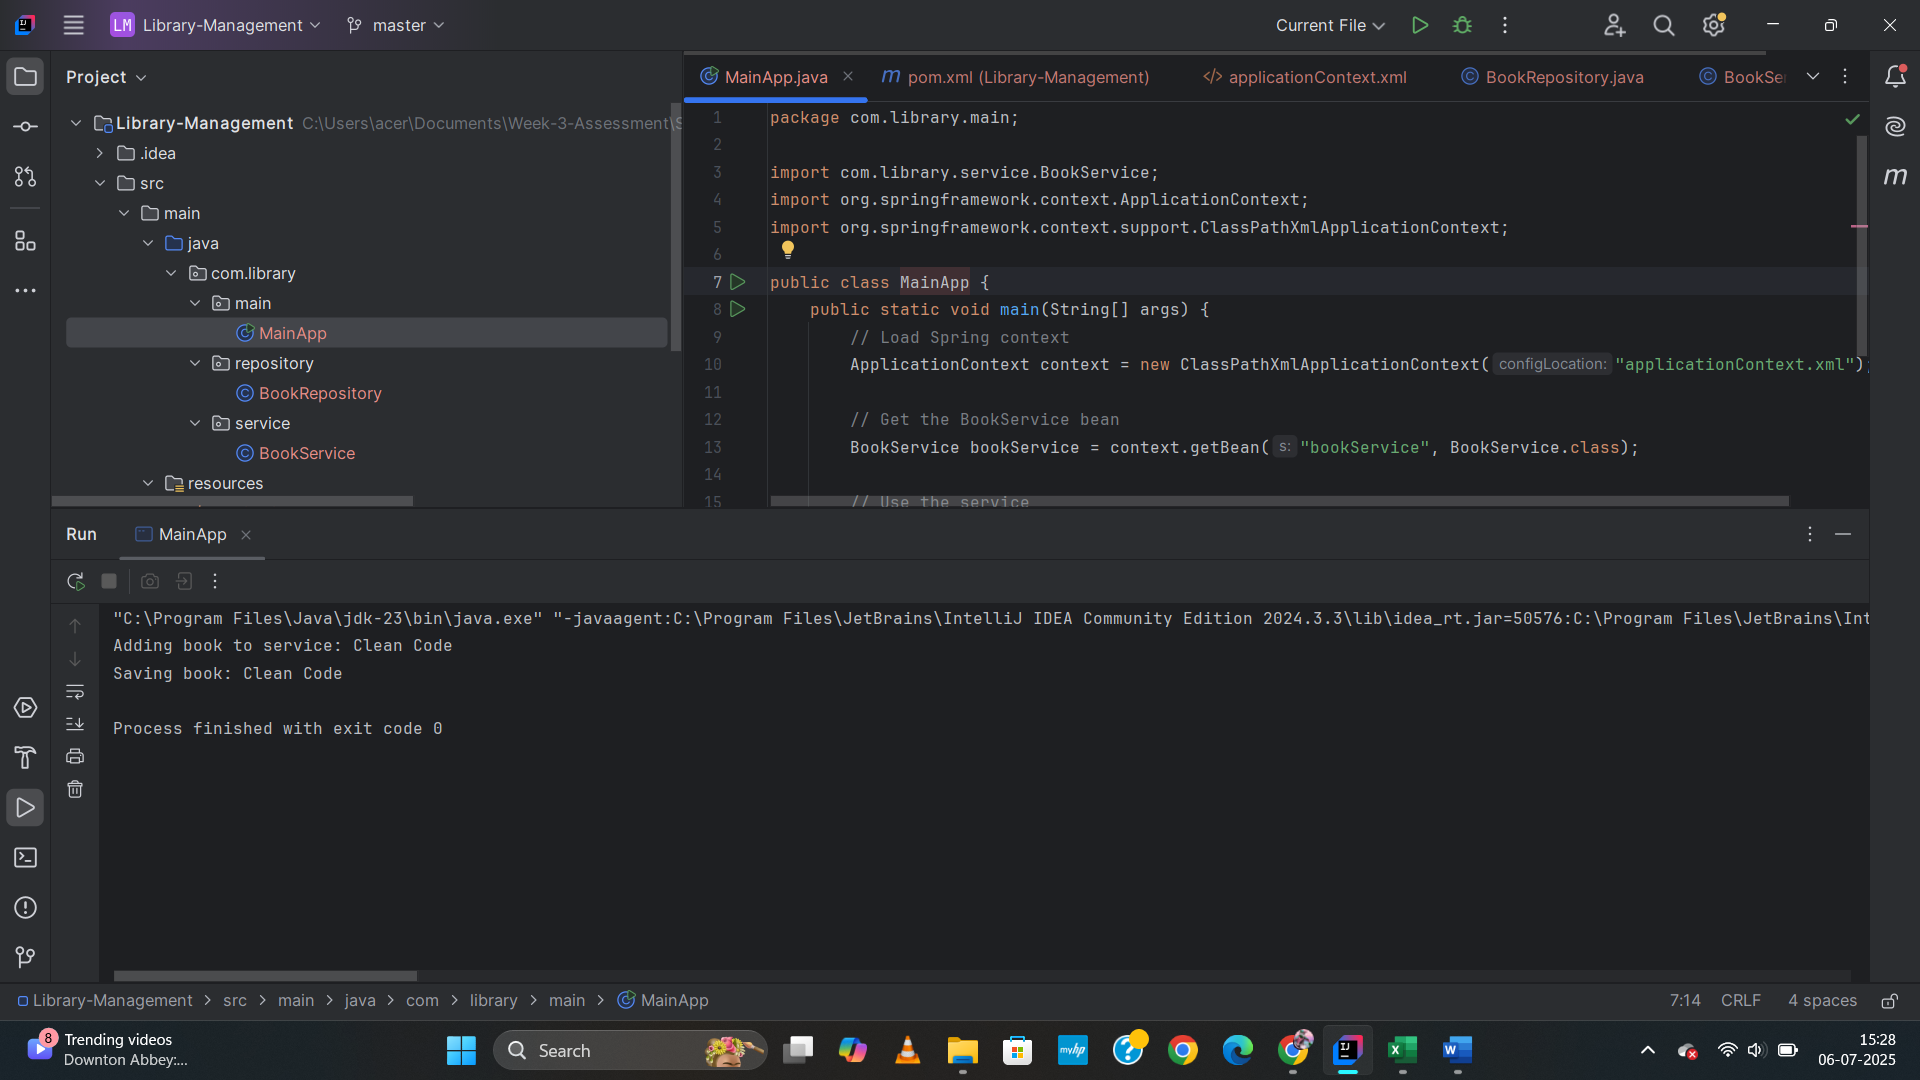 LM Library-Management master Current File
Project
Library-Management C:\Users\acer\Documents\Week-3-Assessment\S
.idea
src
main
java
com.library
main
MainApp
repository
BookRepository
service
BookService
resources
MainApp.java m pom.xml (Library-Management) </> applicationContext.xml BookRepository.java BookSer
1 package com.library.main;
2
3 import com.library.service.BookService;
4 import org.springframework.context.ApplicationContext;
5 import org.springframework.context.support.ClassPathXmlApplicationContext;
6
7 public class MainApp {
8 public static void main(String[] args) {
9 // Load Spring context
10 ApplicationContext context = new ClassPathXmlApplicationContext( configLocation: "applicationContext.xml");
11
12 // Get the BookService bean
13 BookService bookService = context.getBean( s: "bookService", BookService.class);
14
15 // Use the service
m
Run MainApp
"C:\Program Files\Java\jdk-23\bin\java.exe" "-javaagent:C:\Program Files\JetBrains\IntelliJ IDEA Community Edition 2024.3.3\lib\idea_rt.jar=50576:C:\Program Files\JetBrains\Int
Adding book to service: Clean Code
Saving book: Clean Code
Process finished with exit code 0
Library-Management > src > main > java > com > library > main > MainApp 7:14 CRLF 4 spaces
8 Trending videos
Downton Abbey:...
Search
myhp
15:28
06-07-2025